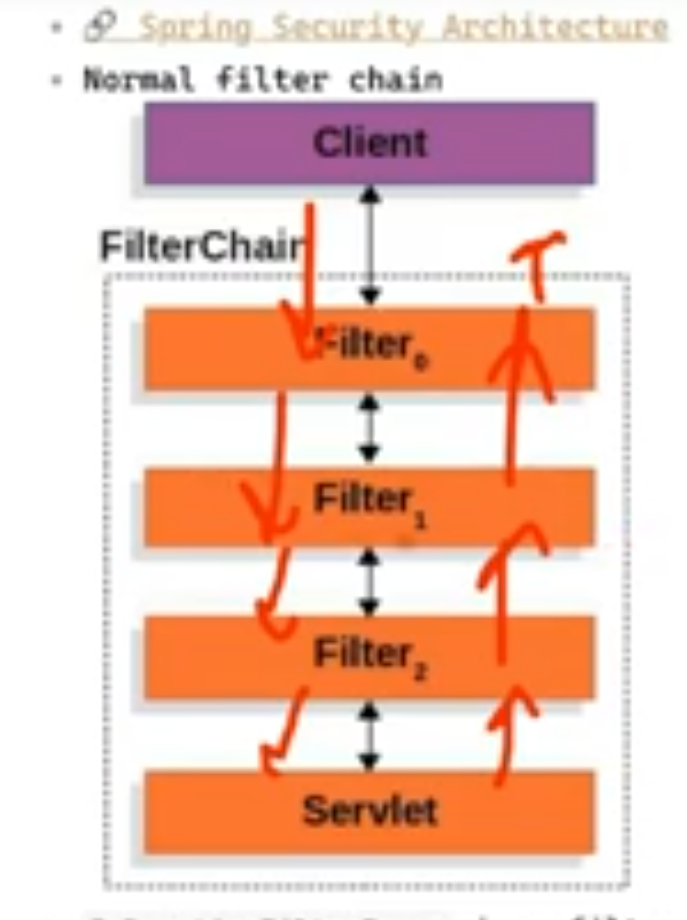 Spring Security Architecture
Normal filter chain
Client
FilterChain
Filter0
Filter1
Filter2
Servlet